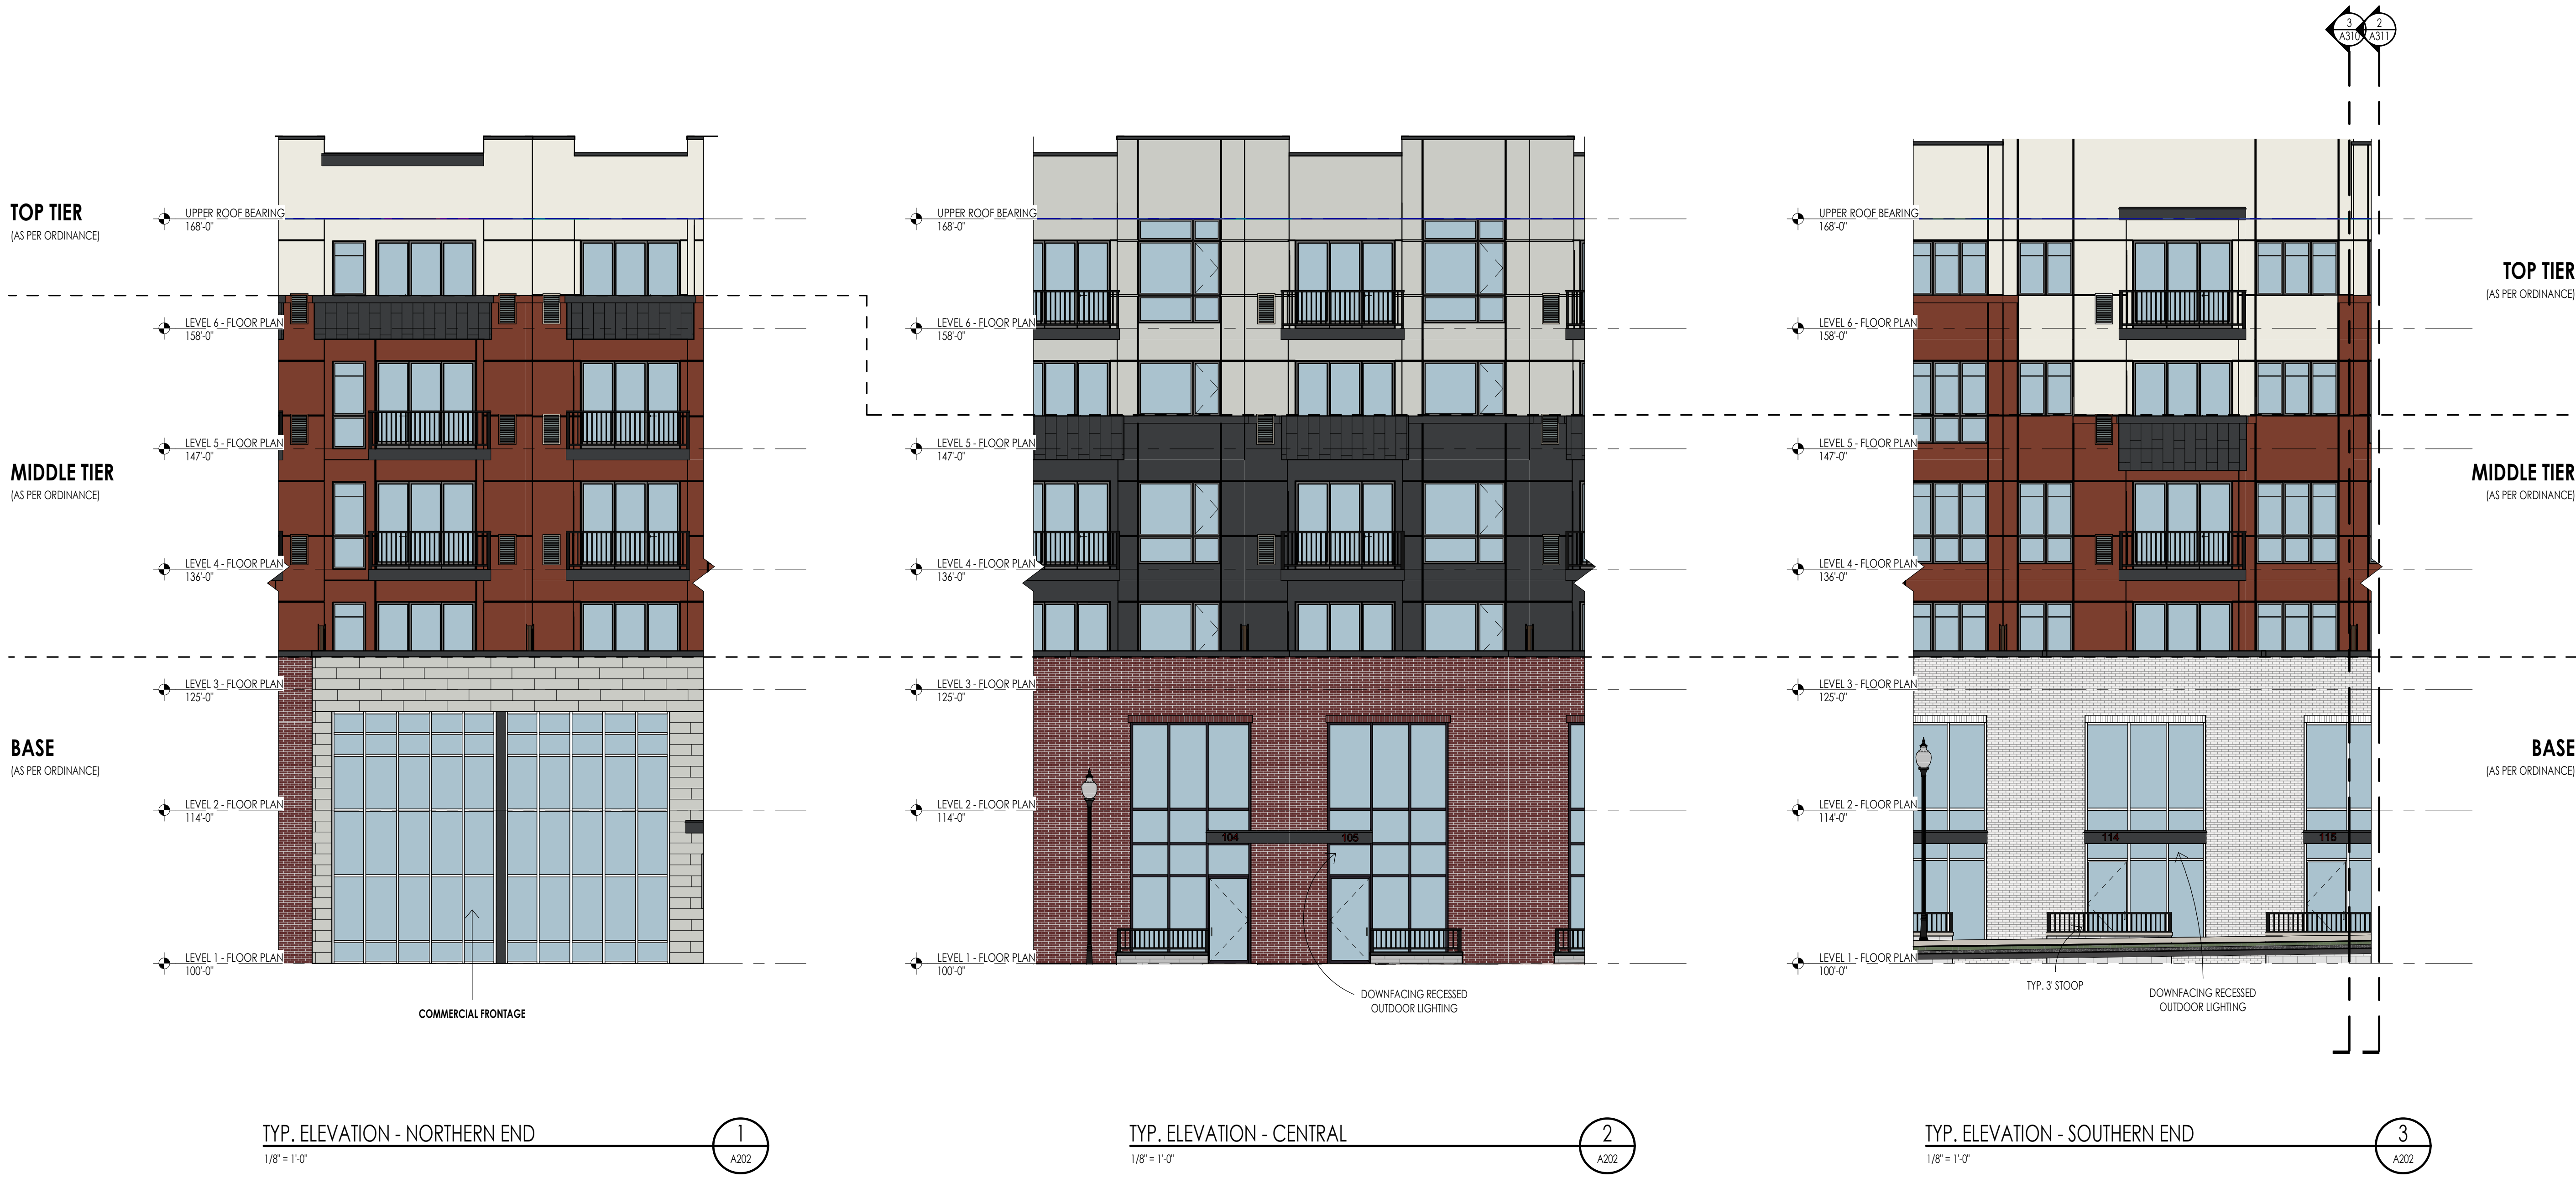 3
A310
2
A311
TOP TIER
(AS PER ORDINANCE)
MIDDLE TIER
(AS PER ORDINANCE)
BASE
(AS PER ORDINANCE)
UPPER ROOF BEARING
168'-0"
LEVEL 6 - FLOOR PLAN
158'-0"
LEVEL 5 - FLOOR PLAN
147'-0"
LEVEL 4 - FLOOR PLAN
136'-0"
LEVEL 3 - FLOOR PLAN
125'-0"
LEVEL 2 - FLOOR PLAN
114'-0"
LEVEL 1 - FLOOR PLAN
100'-0"
COMMERCIAL FRONTAGE
TYP. ELEVATION - NORTHERN END
1/8" = 1'-0"
1
A202
UPPER ROOF BEARING
168'-0"
LEVEL 6 - FLOOR PLAN
158'-0"
LEVEL 5 - FLOOR PLAN
147'-0"
LEVEL 4 - FLOOR PLAN
136'-0"
LEVEL 3 - FLOOR PLAN
125'-0"
LEVEL 2 - FLOOR PLAN
114'-0"
LEVEL 1 - FLOOR PLAN
100'-0"
104
105
DOWNFACING RECESSED
OUTDOOR LIGHTING
TYP. ELEVATION - CENTRAL
1/8" = 1'-0"
2
A202
UPPER ROOF BEARING
168'-0"
LEVEL 6 - FLOOR PLAN
158'-0"
LEVEL 5 - FLOOR PLAN
147'-0"
LEVEL 4 - FLOOR PLAN
136'-0"
LEVEL 3 - FLOOR PLAN
125'-0"
LEVEL 2 - FLOOR PLAN
114'-0"
LEVEL 1 - FLOOR PLAN
100'-0"
114
115
TYP. 3' STOOP
DOWNFACING RECESSED
OUTDOOR LIGHTING
TYP. ELEVATION - SOUTHERN END
1/8" = 1'-0"
3
A202
TOP TIER
(AS PER ORDINANCE)
MIDDLE TIER
(AS PER ORDINANCE)
BASE
(AS PER ORDINANCE)